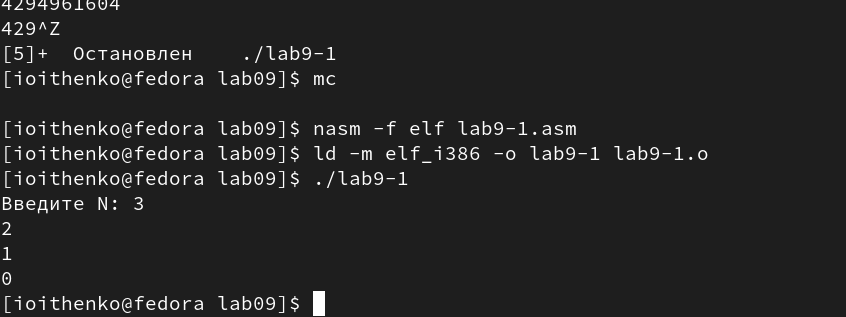 4294961604
429^Z
[5]+  Остановлен    ./lab9-1
[ioithenko@fedora lab09]$ mc
[ioithenko@fedora lab09]$ nasm -f elf lab9-1.asm
[ioithenko@fedora lab09]$ ld -m elf_i386 -o lab9-1 lab9-1.o
[ioithenko@fedora lab09]$ ./lab9-1
Введите N: 3
2
1
0
[ioithenko@fedora lab09]$